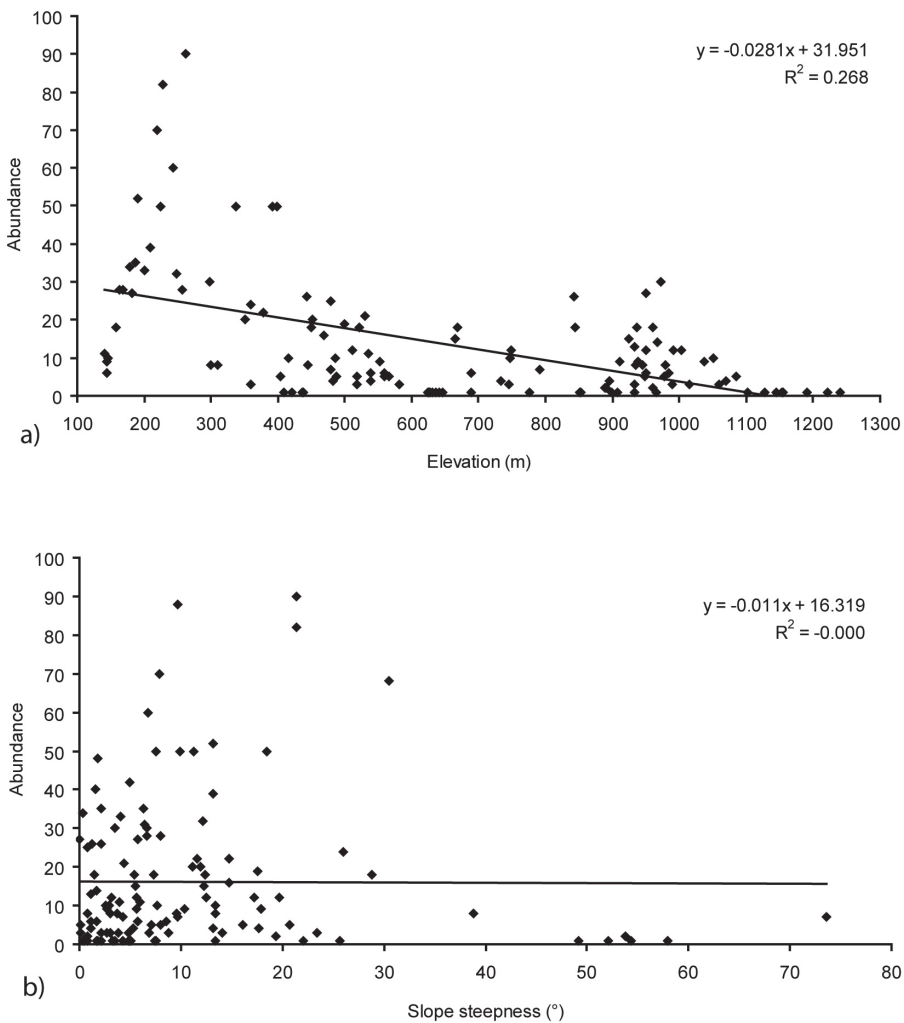 100
90
80
70
60
50
40
30
20
10
0
Abundance
y = -0.0281x + 31.951
R² = 0.268
100 200 300 400 500 600 700 800 900 1000 1100 1200 1300
a)
Elevation (m)
100
90
80
70
60
50
40
30
20
10
0
Abundance
y = -0.011x + 16.319
R² = -0.000
0 10 20 30 40 50 60 70 80
b)
Slope steepness (°)